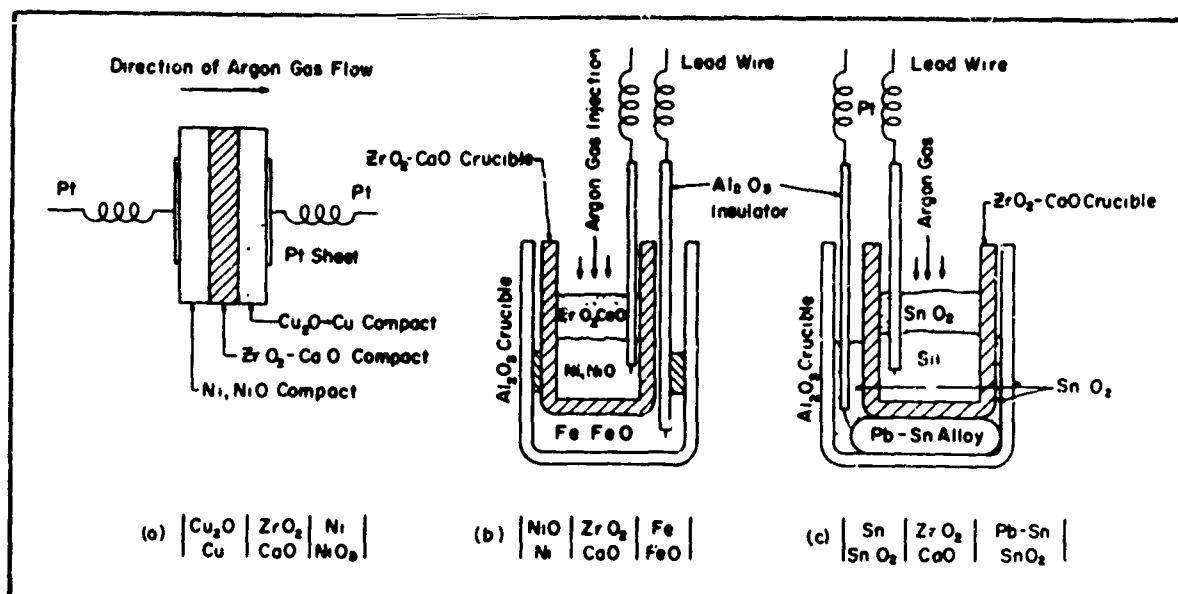 Direction of Argon Gas Flow
Pt
Pt
Pt Sheet
Cu₂O-Cu Compact
ZrO₂-CaO Compact
Ni, NiO Compact
Lead Wire
Argon Gas Injection
ZrO₂-CaO Crucible
Al₂O₃ Crucible
ZrO₂CaO
Ni, NiO
Fe FeO
Al₂O₃
Insulator
Lead Wire
Pt
Argon Gas
ZrO₂-CaO Crucible
Al₂O₃ Crucible
SnO₂
SnO₂
Pb-Sn Alloy
(a) | Cu₂O | ZrO₂ | Ni |
Cu | CaO | NiO
(b) | NiO | ZrO₂ | Fe |
Ni | CaO | FeO
(c) | Sn | ZrO₂ | Pb-Sn |
SnO₂ | CaO | SnO₂